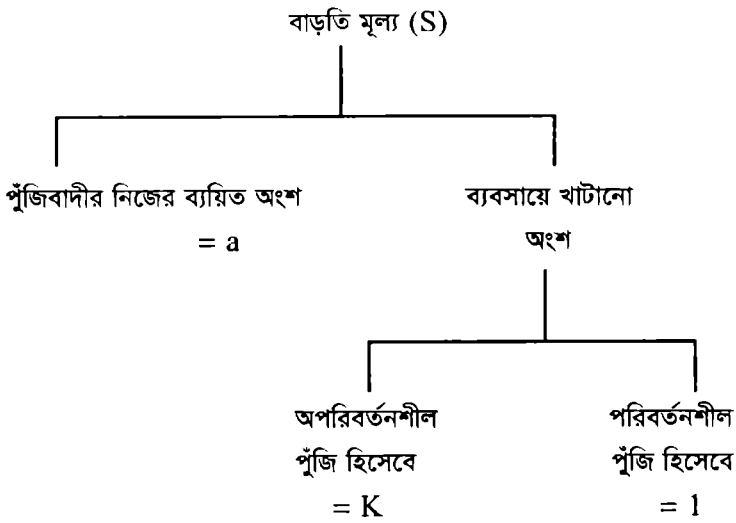 বাড়তি মূল্য (S)
পুঁজিবাদীর নিজের ব্যয়িত অংশ
= a
ব্যবসায়ে খাটানো
অংশ
অপরিবর্তনশীল
পুঁজি হিসেবে
= K
পরিবর্তনশীল
পুঁজি হিসেবে
= 1